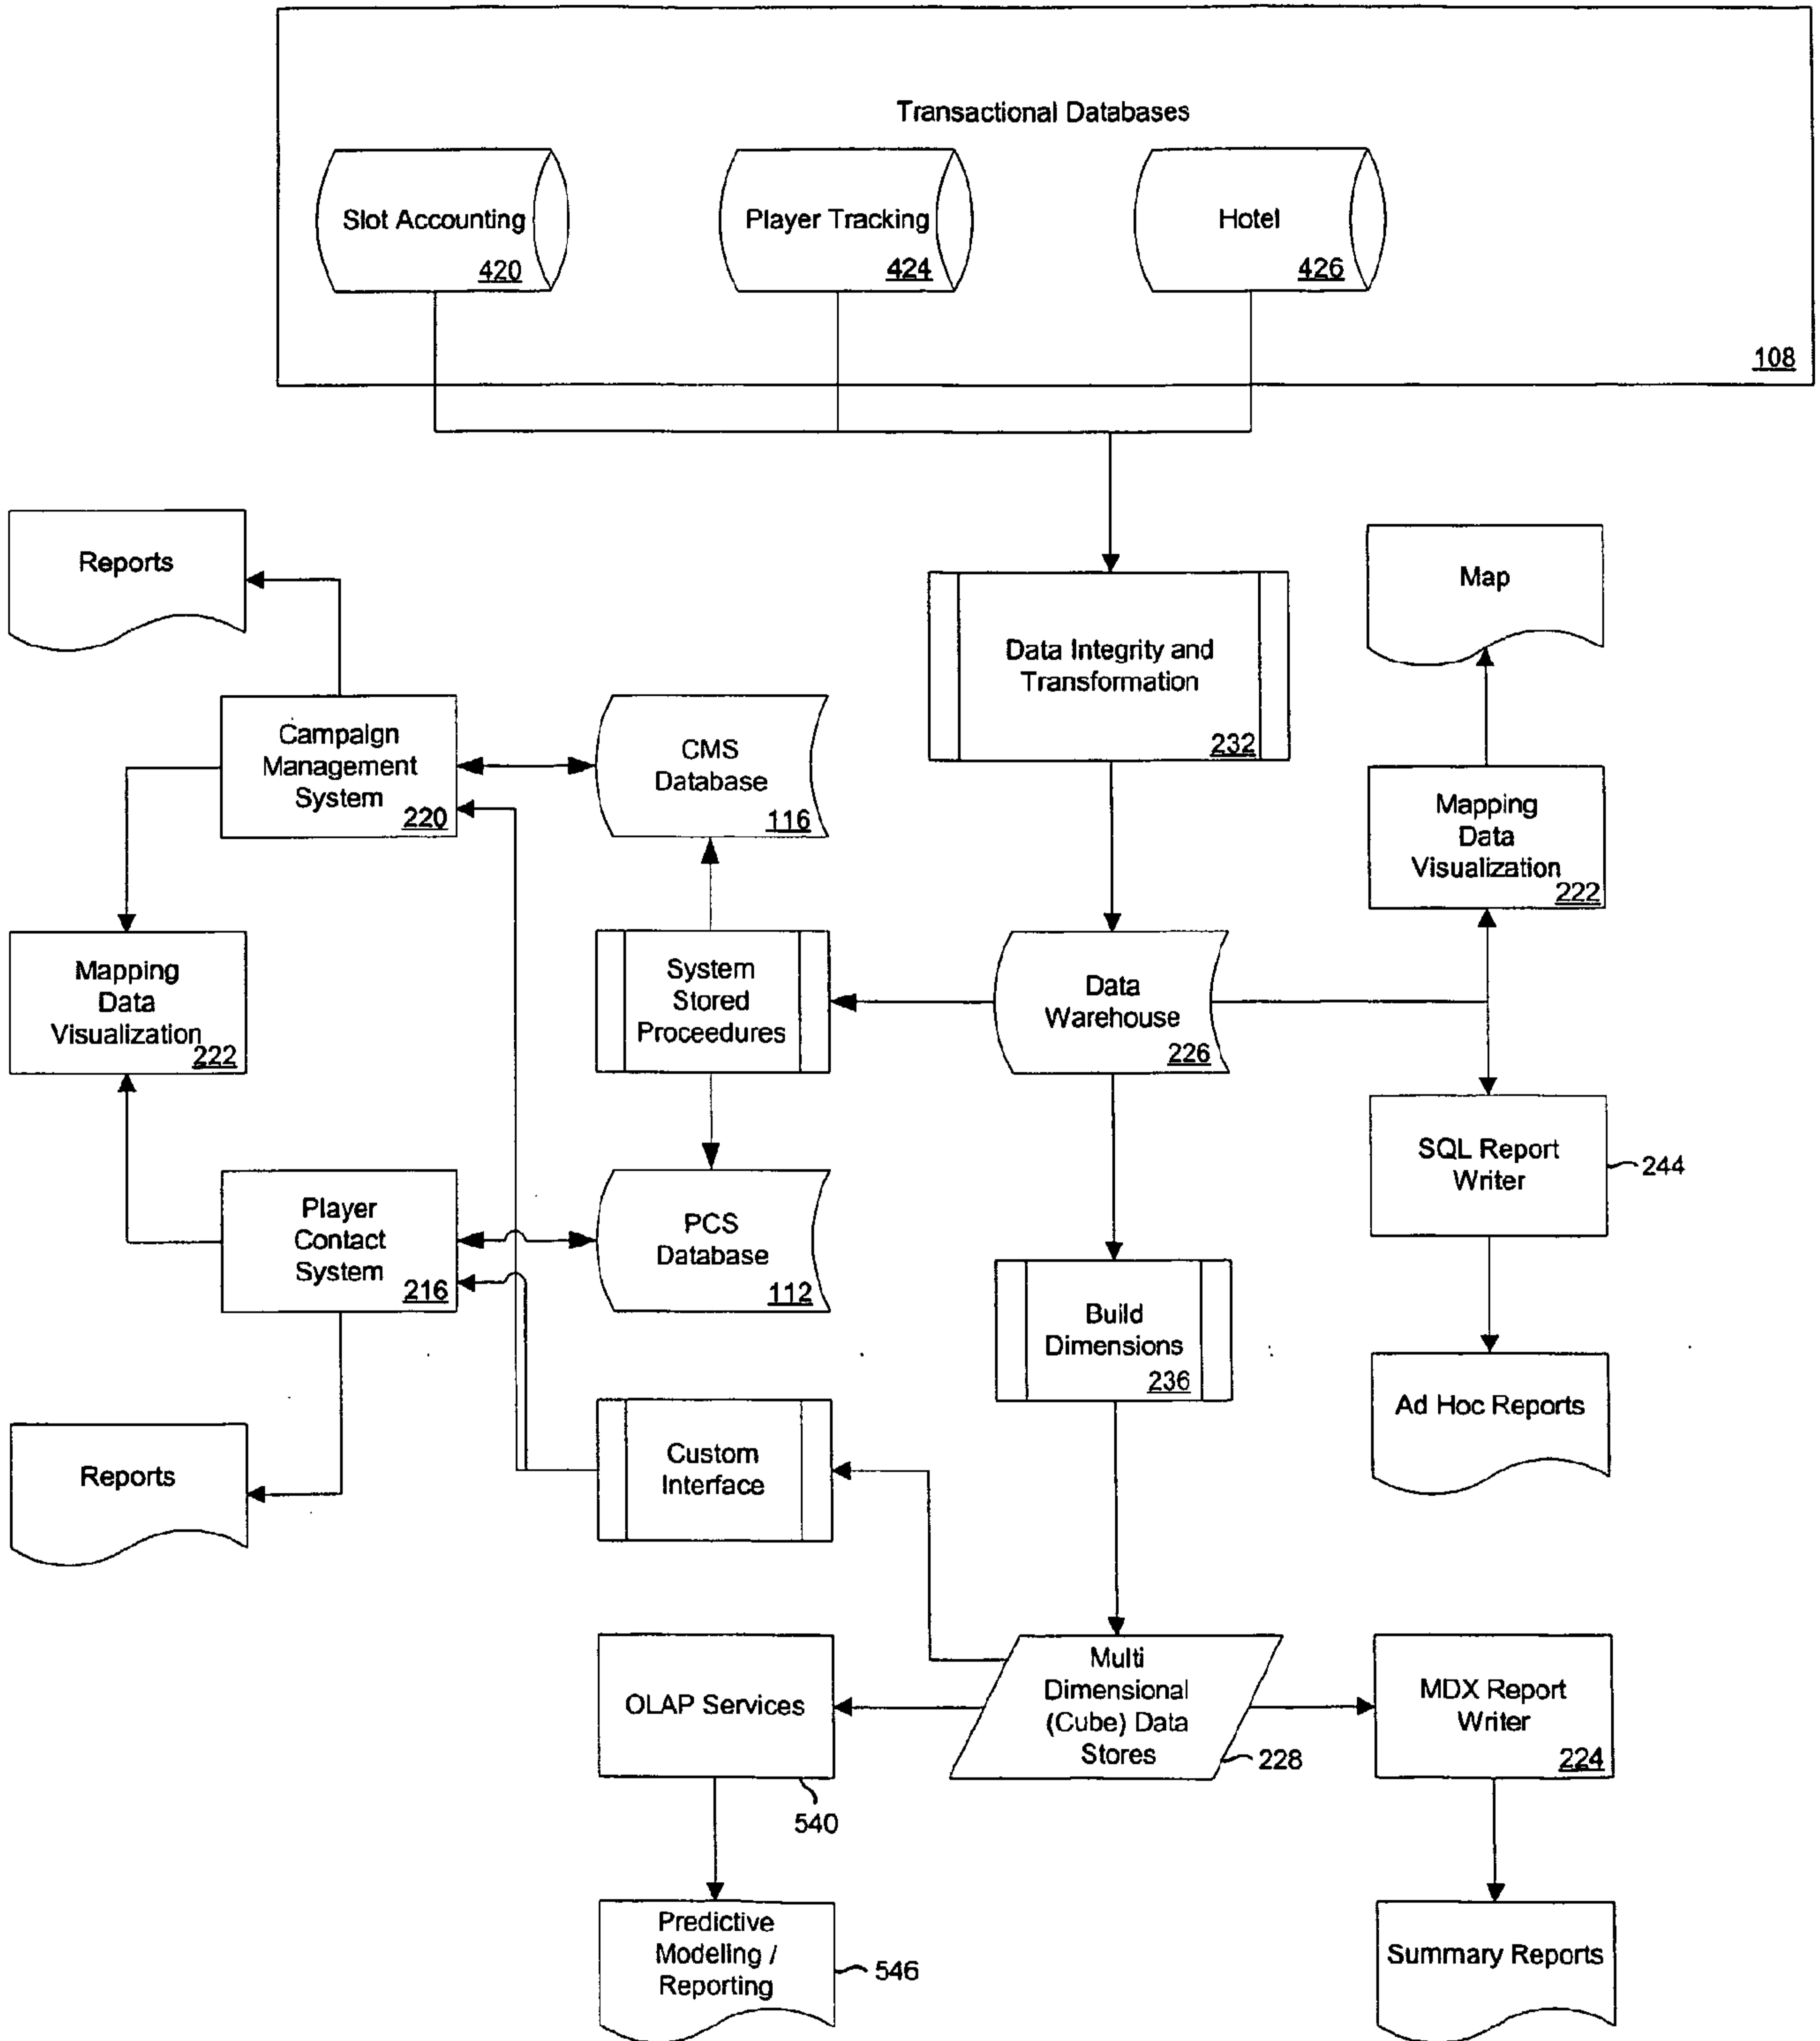 Transactional Databases
Slot Accounting
420
Player Tracking
424
Hotel
426
108
Reports
Map
Data Integrity and
Transformation
232
Campaign
Management
System
220
CMS
Database
116
Mapping
Data
Visualization
222
Mapping
Data
Visualization
222
System
Stored
Proceedures
Data
Warehouse
226
SQL Report
Writer
244
Player
Contact
System
216
PCS
Database
112
Build
Dimensions
236
Ad Hoc Reports
Reports
Custom
Interface
OLAP Services
540
Multi
Dimensional
(Cube) Data
Stores
228
MDX Report
Writer
224
Predictive
Modeling /
Reporting
546
Summary Reports